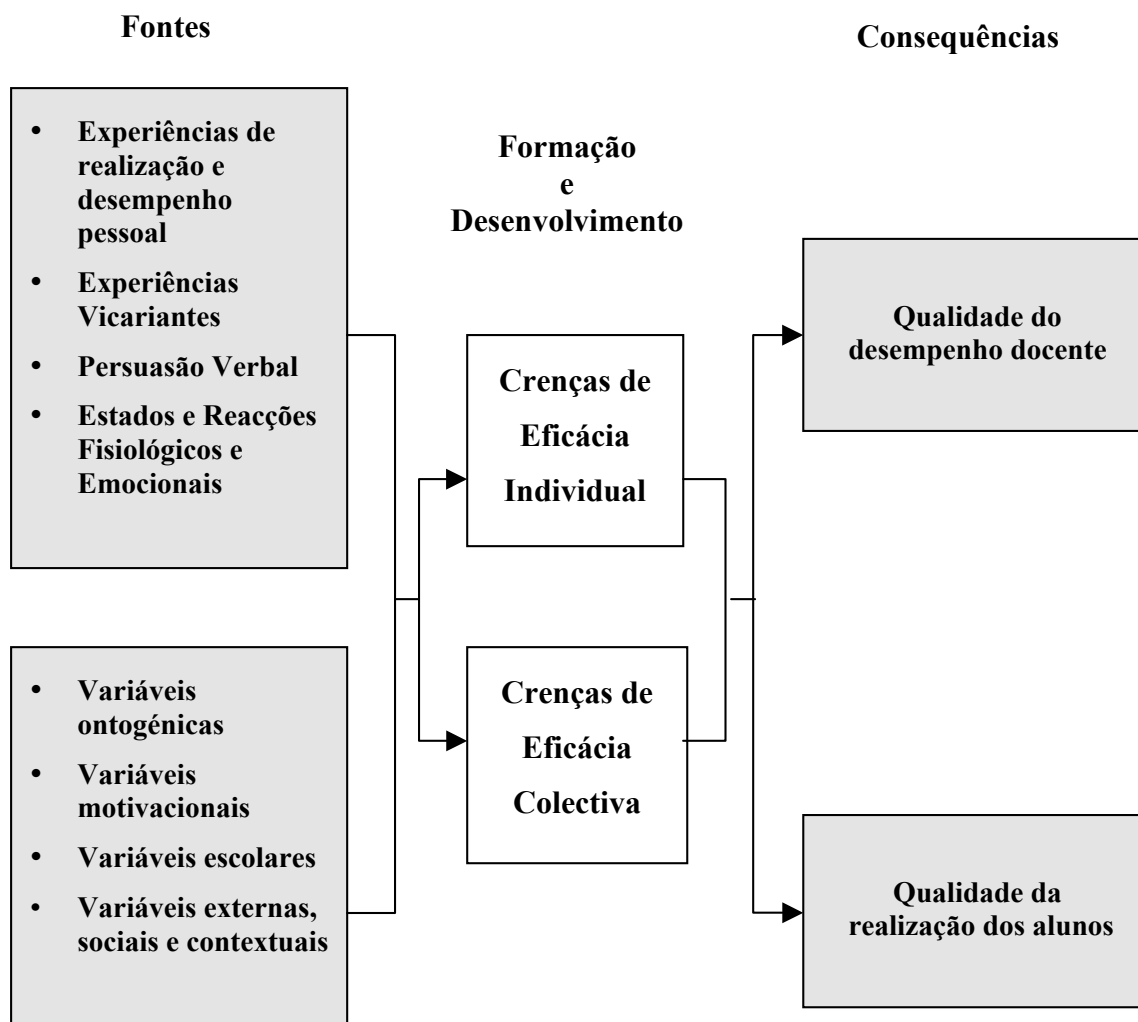 Fontes
• Experiências de
realização e
desempenho
pessoal
• Experiências
Vicariantes
• Persuasão Verbal
• Estados e Reacções
Fisiológicos e
Emocionais
• Variáveis
ontogénicas
• Variáveis
motivacionais
• Variáveis escolares
• Variáveis externas,
sociais e contextuais
Formação
e
Desenvolvimento
Crenças de
Eficácia
Individual
Crenças de
Eficácia
Colectiva
Consequências
Qualidade do
desempenho docente
Qualidade da
realização dos alunos